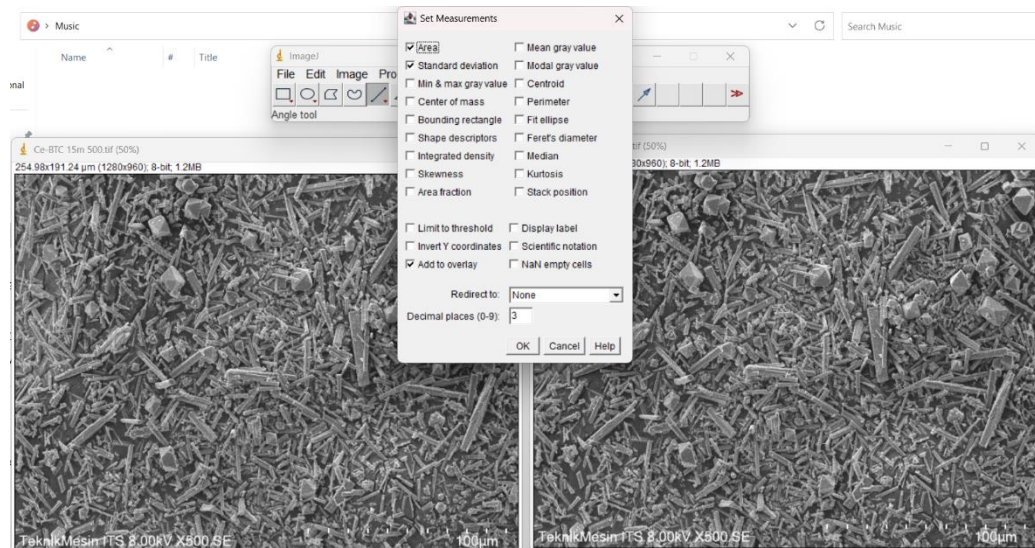 Music
Search Music
Name
#
Title
onal
ImageJ
File Edit Image Pro
Angle tool
Set Measurements
Area
Mean gray value
Standard deviation
Modal gray value
Min & max gray value
Centroid
Center of mass
Perimeter
Bounding rectangle
Fit ellipse
Shape descriptors
Feret's diameter
Integrated density
Median
Skewness
Kurtosis
Area fraction
Stack position
Limit to threshold
Display label
Invert Y coordinates
Scientific notation
Add to overlay
NaN empty cells
Redirect to:
None
Decimal places (0-9):
3
OK
Cancel
Help
Ce-BTC 15m 500.tif (50%)
254.98x191.24 µm (1280x960); 8-bit; 1.2MB
TeknikMesin ITS 8.00kV X500 SE
100µm
tif (50%)
80x960); 8-bit; 1.2MB
TeknikMesin ITS 8.00kV X500 SE
100µm